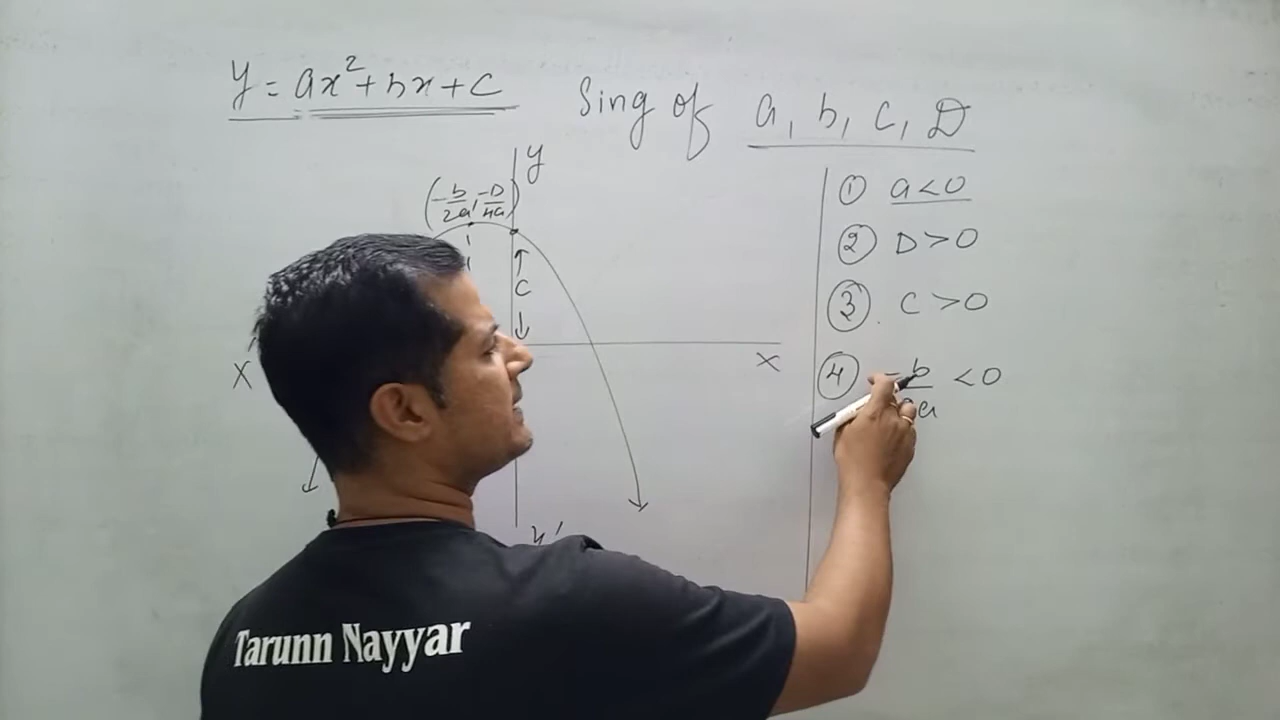 y = ax²+bx+c
Sing of a, b, c, D
y
(-b/2a, -D/4a)
c
X'
X
y'
① a<0
② D>0
③ C>0
④ -b/2a <0
Tarunn Nayyar